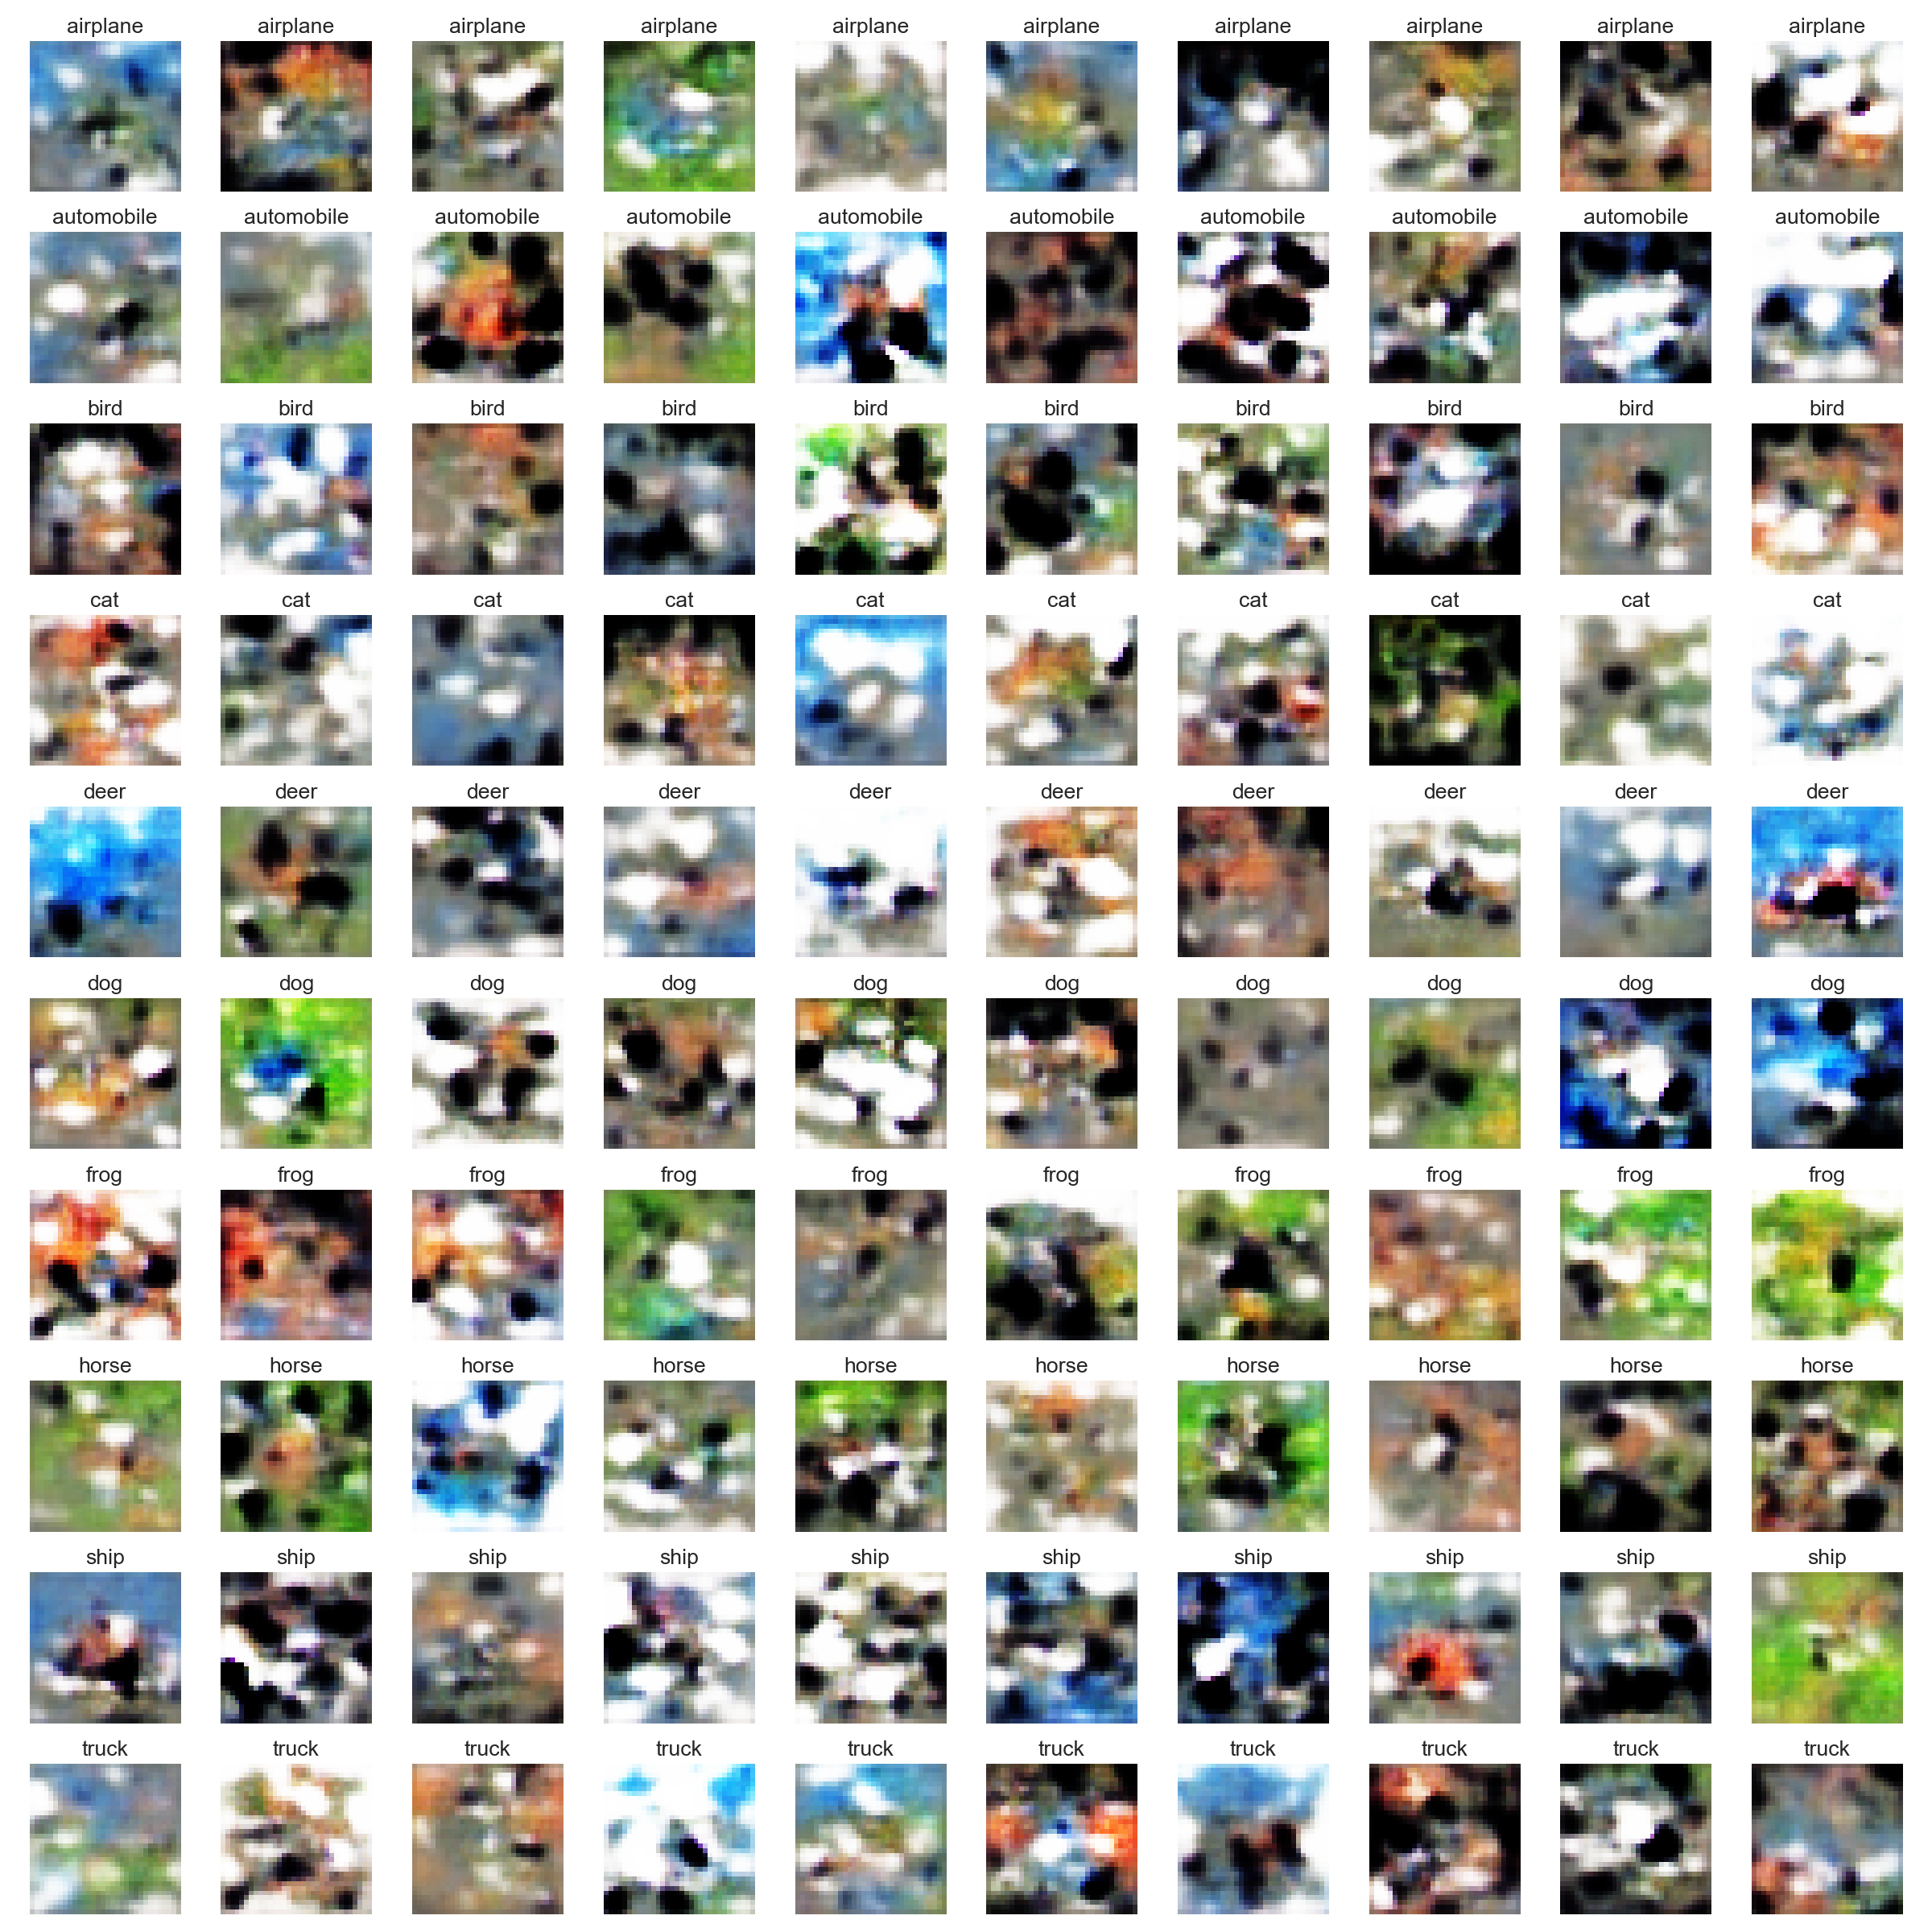 airplane airplane airplane airplane airplane airplane airplane airplane airplane airplane
automobile automobile automobile automobile automobile automobile automobile automobile automobile automobile
bird bird bird bird bird bird bird bird bird bird
cat cat cat cat cat cat cat cat cat cat
deer deer deer deer deer deer deer deer deer deer
dog dog dog dog dog dog dog dog dog dog
frog frog frog frog frog frog frog frog frog frog
horse horse horse horse horse horse horse horse horse horse
ship ship ship ship ship ship ship ship ship ship
truck truck truck truck truck truck truck truck truck truck